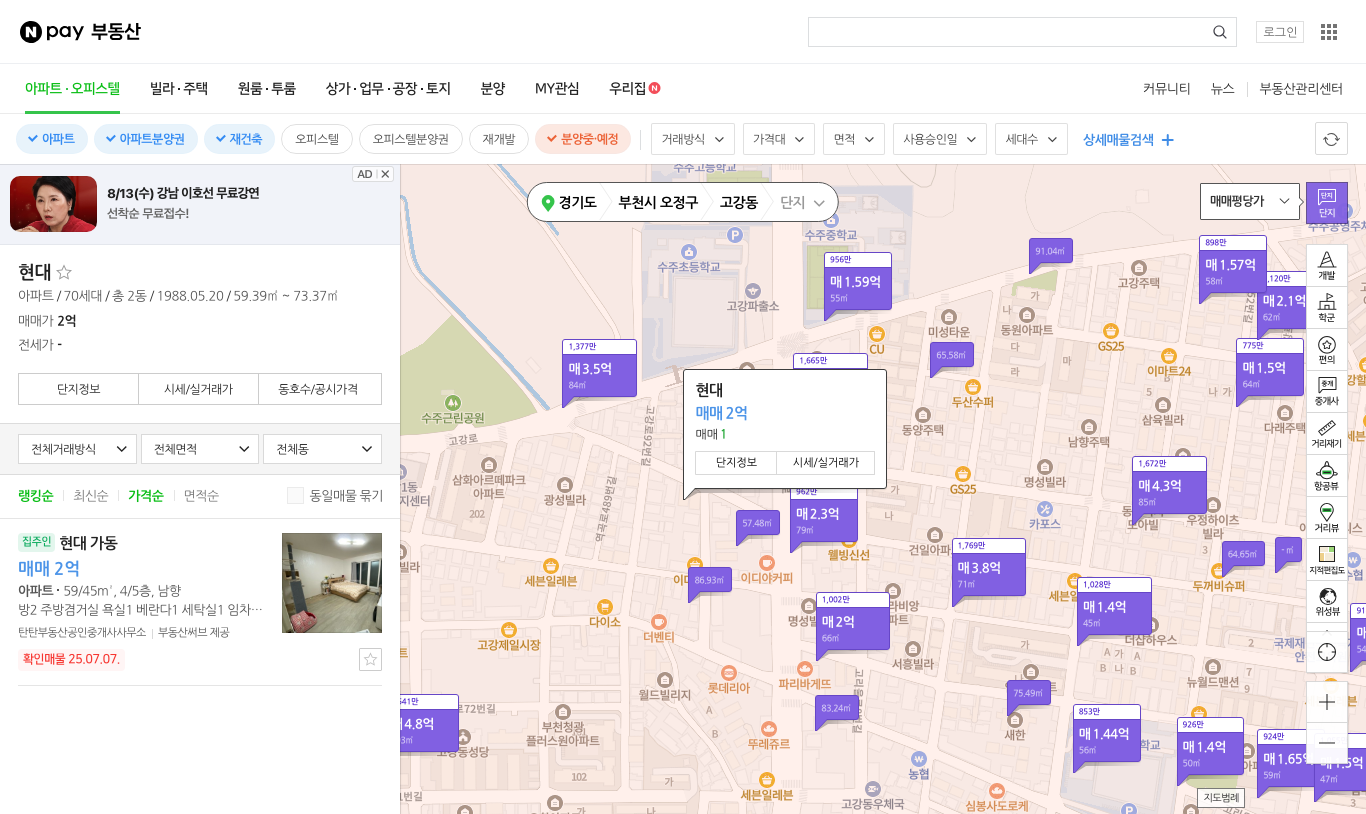 N pay 부동산
로그인
아파트·오피스텔
빌라·주택
원룸·투룸
상가·업무·공장·토지
분양
MY관심
우리집 N
커뮤니티
뉴스
부동산관리센터
아파트
아파트분양권
재건축
오피스텔
오피스텔분양권
재개발
분양중·예정
거래방식
가격대
면적
사용승인일
세대수
상세매물검색
AD
8/13(수) 강남 이호선 무료강연
선착순 무료접수!
현대
아파트 / 70세대 / 총 2동 / 1988.05.20 / 59.39㎡ ~ 73.37㎡
매매가 2억
전세가 -
단지정보
시세/실거래가
동호수/공시가격
전체거래방식
전체면적
전체동
랭킹순
최신순
가격순
면적순
동일매물 묶기
집주인 현대 가동
매매 2억
아파트 · 59/45㎡, 4/5층, 남향
방2 주방겸거실 욕실1 베란다1 세탁실1 임차…
탄탄부동산공인중개사사무소 | 부동산써브 제공
확인매물 25.07.07.
경기도
부천시 오정구
고강동
단지
매매평당가
단지
단지
개발
학군
편의
중개
중개사
거리재기
항공뷰
거리뷰
지적편집도
위성뷰
수주고등학교
수주중학교
P
수주초등학교
고강파출소
956만
매1.59억
55㎡
91.04㎡
고강주택
898만
매1.57억
58㎡
,120만
매2.1억
62㎡
미성타운
동원아파트
CU
GS25
이마트24
775만
매1.5억
64㎡
1,377만
매3.5억
84㎡
1,665만
65.58㎡
두산수퍼
현대
매매 2억
매매 1
단지정보
시세/실거래가
수주근린공원
고강로
고강로92번길
동양주택
남향주택
삼육빌라
다래주택
1,672만
매4.3억
85㎡
삼화아르떼파크
아파트
202
광성빌라
역곡로489번길
962만
매2.3억
79㎡
57.48㎡
GS25
명성빌라
카포스
우정하이츠
빌라
웰빙신선
건일아파트
64.65㎡
- ㎡
1,769만
매3.8억
71㎡
세븐일레븐
86.93㎡
이디야커피
두꺼비슈퍼
1,028만
매1.4억
45㎡
다이소
더벤티
1,002만
매2억
66㎡
고강제일시장
더샵하우스
서흥빌라
롯데리아
파리바게뜨
월드빌리지
뉴월드맨션
75.49㎡
83.24㎡
541만
매4.8억
고강동성당
부천청광
플러스원아파트
뚜레쥬르
853만
매1.44억
56㎡
새한
926만
매1.4억
50㎡
924만
매1.65억
59㎡
47㎡
102
세븐일레븐
농협
고강동우체국
심봉사도로케
P
지도범례